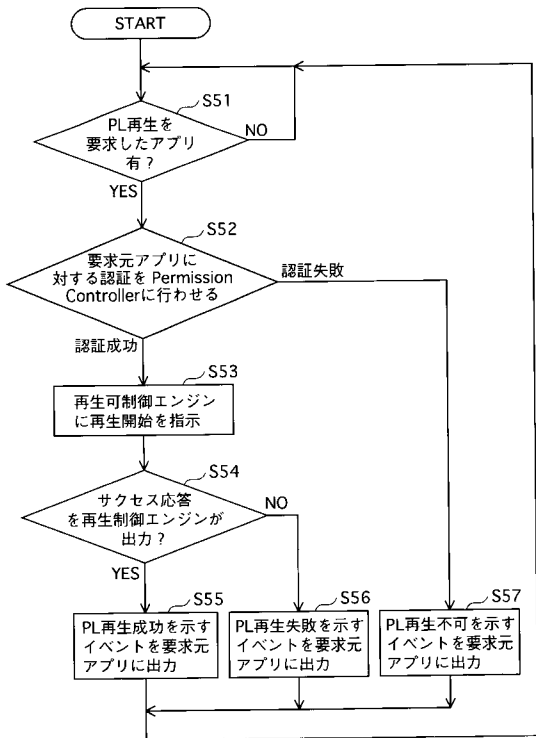 START
S51
PL再生を
要求したアプリ
有?
NO
YES
S52
要求元アプリに
対する認証を Permission
Controllerに行わせる
認証失敗
認証成功
S53
再生可制御エンジン
に再生開始を指示
S54
サクセス応答
を再生制御エンジンが
出力?
NO
YES
S55
PL再生成功を示す
イベントを要求元
アプリに出力
S56
PL再生失敗を示す
イベントを要求元
アプリに出力
S57
PL再生不可を示す
イベントを要求元
アプリに出力